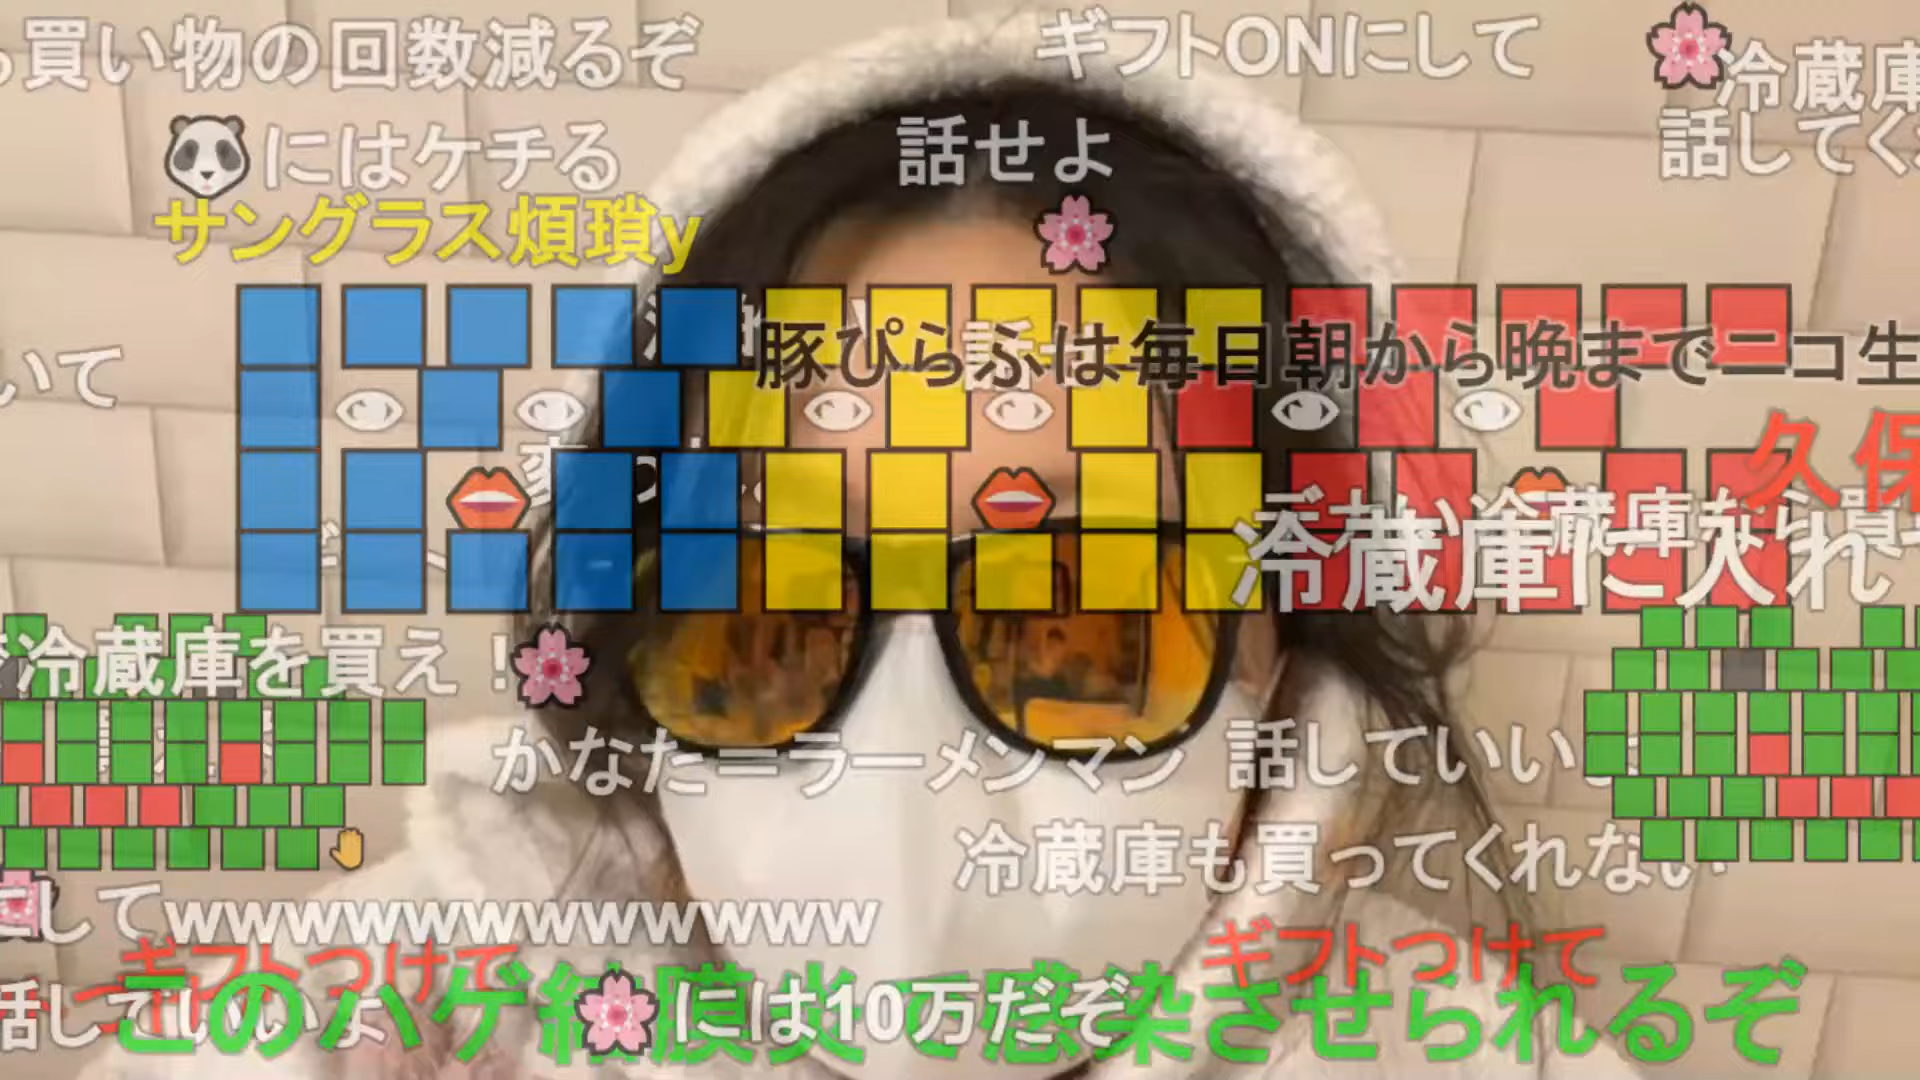 買い物の回数減るぞ
ギフトONにして
冷蔵庫
にはケチる
話せよ
話してく
サングラス煩瑣y
豚ぴらふは毎日朝から晩までニコ生
いて
久保
冷蔵庫に入れ
冷蔵庫を買え！
かなた＝ラーメンマン
話していい
冷蔵庫も買ってくれない
にしてwwwwwwwwwwwww
ギフトつけて
ギフトつけて
このハゲ結膜炎で感染させられるぞ
には10万だぞ
話していいよ